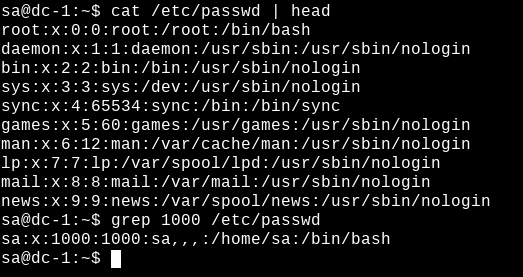 sa@dc-1:~$ cat /etc/passwd | head
root:x:0:0:root:/root:/bin/bash
daemon:x:1:1:daemon:/usr/sbin:/usr/sbin/nologin
bin:x:2:2:bin:/bin:/usr/sbin/nologin
sys:x:3:3:sys:/dev:/usr/sbin/nologin
sync:x:4:65534:sync:/bin:/bin/sync
games:x:5:60:games:/usr/games:/usr/sbin/nologin
man:x:6:12:man:/var/cache/man:/usr/sbin/nologin
lp:x:7:7:lp:/var/spool/lpd:/usr/sbin/nologin
mail:x:8:8:mail:/var/mail:/usr/sbin/nologin
news:x:9:9:news:/var/spool/news:/usr/sbin/nologin
sa@dc-1:~$ grep 1000 /etc/passwd
sa:x:1000:1000:sa,,,:/home/sa:/bin/bash
sa@dc-1:~$